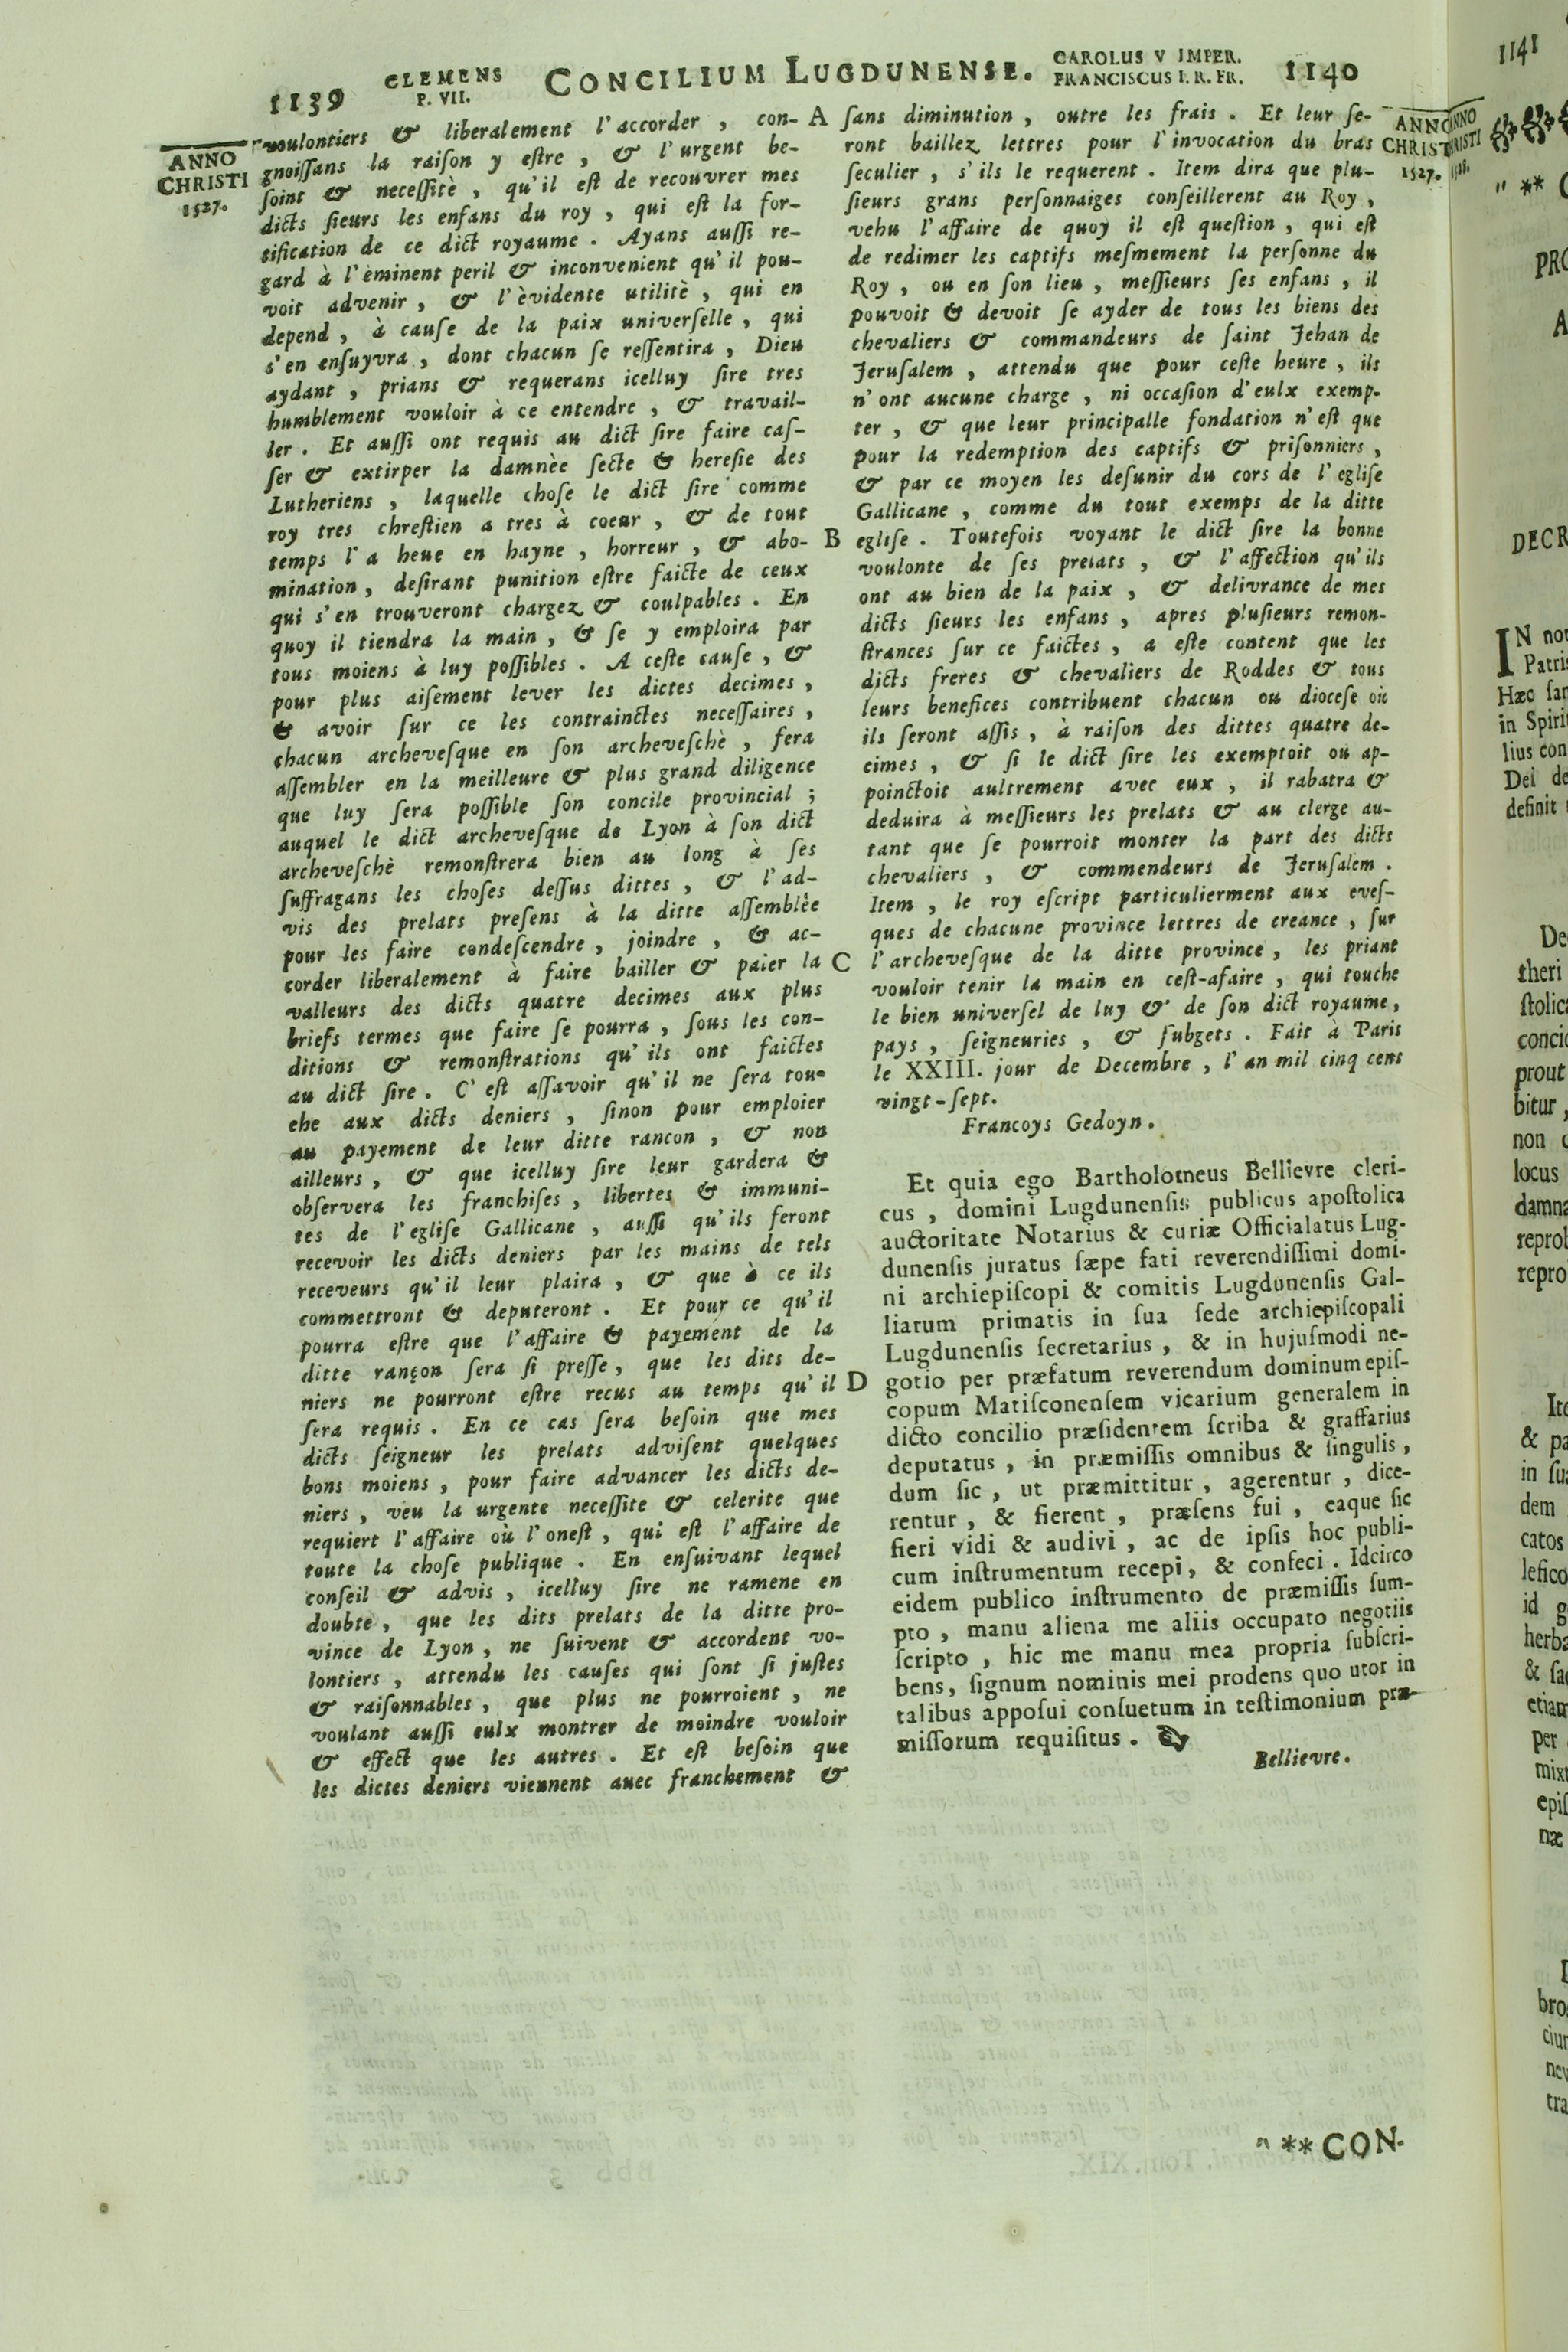 1139
CLEMENS
P. VII.
CONCILIUM LUGDUNENSE.
CAROLUS V IMPER.
FRANCISCUS I. R. FR.
1140
ANNO
CHRISTI
1527.
voulontiers & liberalement l'accorder , con-
gnoiſſans la raiſon y eſtre , & l'urgent be-
ſoint & neceſſitè , qu'il eſt de recouvrer mes
dicts ſieurs les enfans du roy , qui eſt la for-
tification de ce dict royaume . Ayans auſſi re-
gard à l'èminent peril & inconvenient qu'il pou-
voit advenir , & l'èvidente utilitè , qui en
depend , à cauſe de la paix univerſelle , qui
s'en enſuyvra , dont chacun ſe reſſentira , Dieu
aydant , prians & requerans icelluy ſire tres
humblement vouloir à ce entendre , & travail-
ler . Et auſſi ont requis au dict ſire faire caſ-
ſer & extirper la damnèe ſecte & hereſie des
Lutheriens , laquelle choſe le dict ſire comme
roy tres chreſtien a tres à coeur , & de tout
temps l'a heue en hayne , horreur , & abo-
mination , deſirant punition eſtre faicte de ceux
qui s'en trouveront chargez & coulpables . En
quoy il tiendra la main , & ſe y emploira par
tous moiens à luy poſſibles . A ceſte cauſe , &
pour plus aiſement lever les dictes decimes ,
& avoir ſur ce les contrainctes neceſſaires ,
chacun archeveſque en ſon archeveſchè , fera
aſſembler en la meilleure & plus grand diligence
que luy ſera poſſible ſon concile provincial ;
auquel le dict archeveſque de Lyon à ſon dict
archeveſchè remonſtrera bien au long à ſes
ſuffragans les choſes deſſus dittes , & l'ad-
vis des prelats preſens à la ditte aſſemblèe
pour les faire condeſcendre , joindre , & ac-
corder liberalement à faire bailler & paier la
valleurs des dicts quatre decimes aux plus
briefs termes que faire ſe pourra , ſous les con-
ditions & remonſtrations qu'ils ont faictes
au dict ſire . C'eſt aſſavoir qu'il ne ſera tou-
che aux dicts deniers , ſinon pour emploier
au payement de leur ditte rancon , & non
ailleurs , & que icelluy ſire leur gardera &
obſervera les franchiſes , libertes & immuni-
tes de l'egliſe Gallicane , auſſi qu'ils feront
recevoir les dicts deniers par les mains de tels
receveurs qu'il leur plaira , & que à ce ils
commettront & deputeront . Et pour ce qu'il
pourra eſtre que l'affaire & payement de la
ditte rançon ſera ſi preſſe , que les dits de-
niers ne pourront eſtre recus au temps qu'il
ſera requis . En ce cas ſera beſoin que mes
dicts ſeigneur les prelats adviſent quelques
bons moiens , pour faire advancer les dicts de-
niers , veu la urgente neceſſite & celerite que
requiert l'affaire où l'oneſt , qui eſt l'affaire de
toute la choſe publique . En enſuivant lequel
conſeil & advis , icelluy ſire ne ramene en
doubte , que les dits prelats de la ditte pro-
vince de Lyon , ne ſuivent & accordent vo-
lontiers , attendu les cauſes qui ſont ſi juſtes
& raiſonnables , que plus ne pourroient , ne
voulant auſſi eulx montrer de moindre vouloir
& effect que les autres . Et eſt beſoin que
les dictes deniers viennent avec franchement &
A
B
C
D
ſans diminution , outre les frais . Et leur ſe-
ront baillez lettres pour l'invocation du bras
ſeculier , s'ils le requerent . Item dira que plu-
ſieurs grans perſonnaiges conſeillerent au Roy ,
vehu l'affaire de quoy il eſt queſtion , qui eſt
de redimer les captifs meſmement la perſonne du
Roy , ou en ſon lieu , meſſieurs ſes enfans , il
pouvoit & devoit ſe ayder de tous les biens des
chevaliers & commandeurs de ſaint Jehan de
Jeruſalem , attendu que pour ceſte heure , ils
n'ont aucune charge , ni occaſion d'eulx exemp-
ter , & que leur principalle fondation n'eſt que
pour la redemption des captifs & priſonniers ,
& par ce moyen les deſunir du cors de l'egliſe
Gallicane , comme du tout exemps de la ditte
egliſe . Toutefois voyant le dict ſire la bonne
voulonte de ſes prelats , & l'affection qu'ils
ont au bien de la paix , & delivrance de mes
dicts ſieurs les enfans , apres pluſieurs remon-
ſtrances ſur ce faictes , a eſte content que les
dicts freres & chevaliers de Roddes & tous
leurs benefices contribuent chacun ou dioceſe où
ils ſeront aſſis , à raiſon des dittes quatre de-
cimes , & ſi le dict ſire les exemptoit ou ap-
poinctoit aultrement avec eux , il rabatra &
deduira à meſſieurs les prelats & au clerge au-
tant que ſe pourroit monter la part des dicts
chevaliers , & commendeurs de Jeruſalem .
Item , le roy eſcript particulierment aux eveſ-
ques de chacune province lettres de creance , ſur
l'archeveſque de la ditte province , les priant
vouloir tenir la main en ceſt-afaire , qui touche
le bien univerſel de luy & de ſon dict royaume,
pays , ſeigneuries , & ſubgets . Fait à Paris
le XXIII. jour de Decembre , l'an mil cinq cens
vingt-ſept.
Francoys Gedoyn .
Et quia ego Bartholomeus Bellievre cleri-
cus , domini Lugdunenſis publicus apoſtolica
auctoritate Notarius & curiæ Officialatus Lug-
dunenſis juratus ſæpe fati reverendiſſimi domi-
ni archiepiſcopi & comitis Lugdunenſis Gal-
liarum primatis in ſua ſede archiepiſcopali
Lugdunenſis ſecretarius , & in hujuſmodi ne-
gotio per præfatum reverendum dominum epiſ-
copum Matiſconenſem vicarium generalem in
dicto concilio præſidentem ſcriba & graffarius
deputatus , in præmiſſis omnibus & ſingulis ,
dum ſic , ut præmittitur , agerentur , dice-
rentur , & fierent , præſens fui , eaque ſic
fieri vidi & audivi , ac de ipſis hoc publi-
cum inſtrumentum recepi, & confeci . Idcirco
eidem publico inſtrumento de præmiſſis ſum-
pto , manu aliena me aliis occupato negotiis
ſcripto , hic me manu mea propria ſubſcri-
bens, ſignum nominis mei prodens quo utor in
talibus appoſui conſuetum in teſtimonium præ-
miſſorum requiſitus .
Bellievre.
" ** CON-
ANNO
CHRISTI
1527.
1141
" **
DECR
IN
Patris
Hæc
in
lius con
Dei de
definit
theri
prout
bitur ,
non
locus